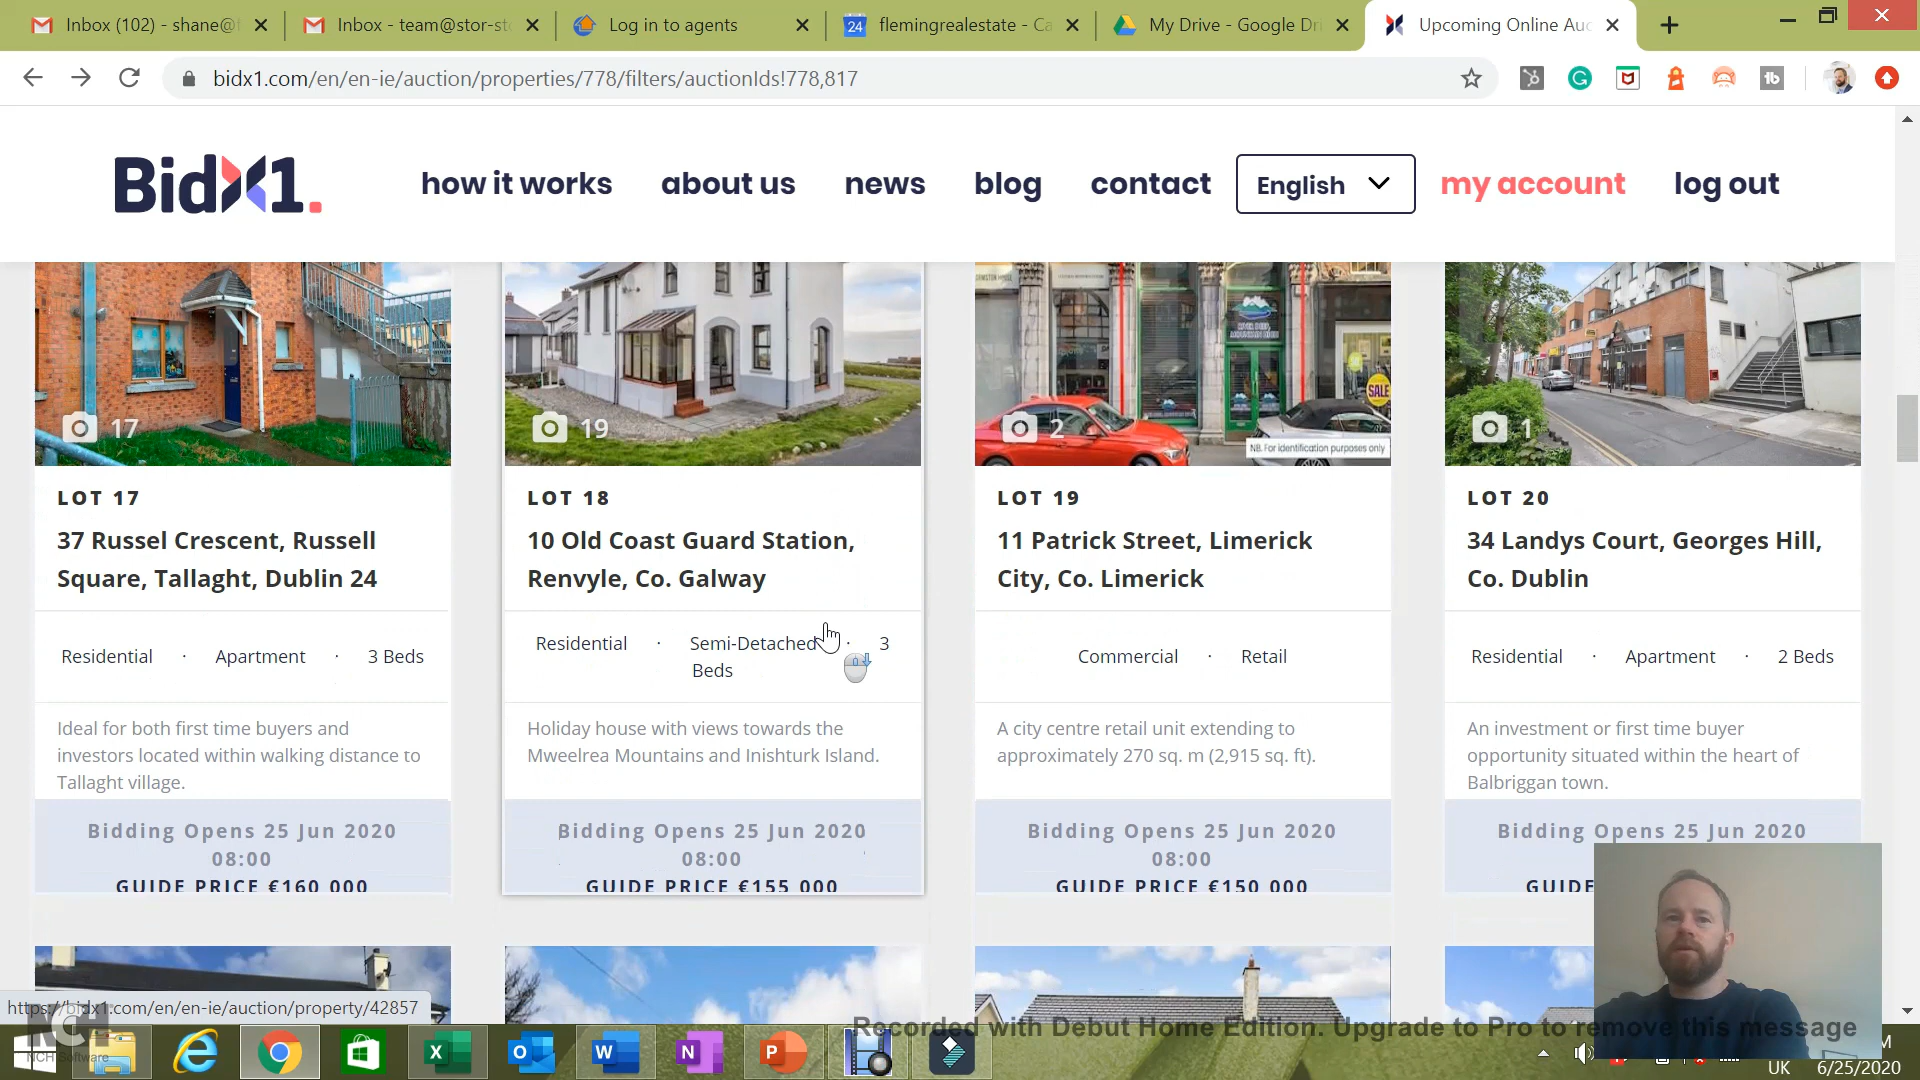 Inbox (102) - shane@f
Inbox - team@stor-st
Log in to agents
flemingrealestate - Ca
My Drive - Google Dri
Upcoming Online Auc
bidx1.com/en/en-ie/auction/properties/778/filters/auctionIds!778,817
BidX1.
how it works
about us
news
blog
contact
English
my account
log out
17
19
2
1
SALE
NB. For identification purposes only
LOT 17
37 Russel Crescent, Russell
Square, Tallaght, Dublin 24
Residential · Apartment · 3 Beds
Ideal for both first time buyers and
investors located within walking distance to
Tallaght village.
Bidding Opens 25 Jun 2020
08:00
GUIDE PRICE €160 000
LOT 18
10 Old Coast Guard Station,
Renvyle, Co. Galway
Residential · Semi-Detached · 3
Beds
Holiday house with views towards the
Mweelrea Mountains and Inishturk Island.
Bidding Opens 25 Jun 2020
08:00
GUIDE PRICE €155 000
LOT 19
11 Patrick Street, Limerick
City, Co. Limerick
Commercial · Retail
A city centre retail unit extending to
approximately 270 sq. m (2,915 sq. ft).
Bidding Opens 25 Jun 2020
08:00
GUIDE PRICE €150 000
LOT 20
34 Landys Court, Georges Hill,
Co. Dublin
Residential · Apartment · 2 Beds
An investment or first time buyer
opportunity situated within the heart of
Balbriggan town.
Bidding Opens 25 Jun 2020
GUIDE
https://bidx1.com/en/en-ie/auction/property/42857
NCH
NCH Software
Recorded with Debut Home Edition. Upgrade to Pro to remove this message
UK
6/25/2020